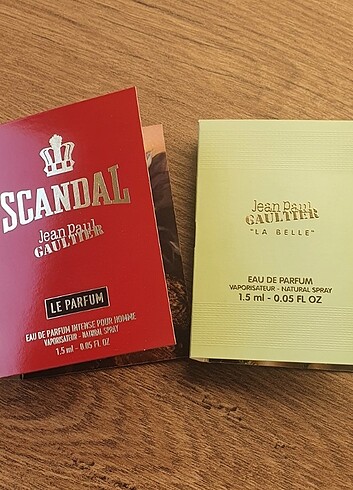 SCANDAL
Jean Paul
GAULTIER
LE PARFUM
EAU DE PARFUM INTENSE POUR HOMME
VAPORISATEUR - NATURAL SPRAY
1.5 ml - 0.05 FL OZ
Jean Paul
GAULTIER
"LA BELLE"
EAU DE PARFUM
VAPORISATEUR - NATURAL SPRAY
1.5 ml - 0.05 FL OZ